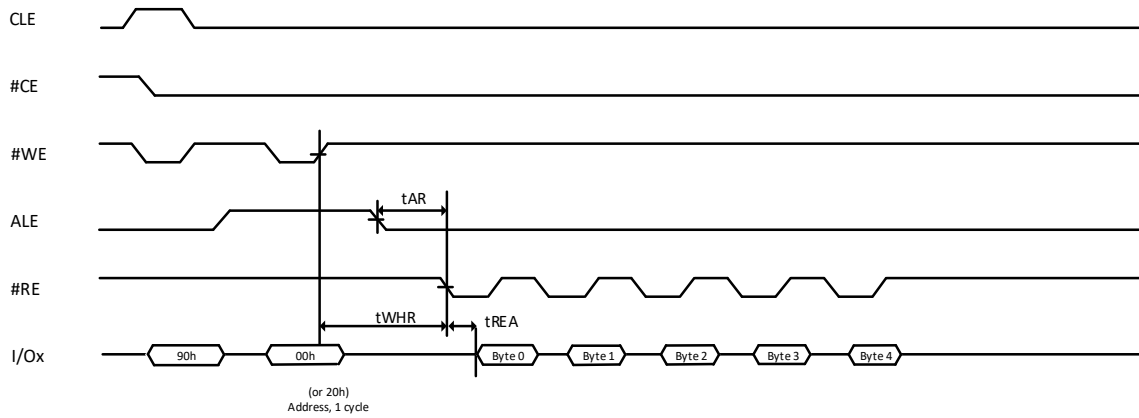 CLE
#CE
#WE
ALE
tAR
#RE
tWHR
tREA
I/Ox
90h
00h
Byte 0
Byte 1
Byte 2
Byte 3
Byte 4
(or 20h)
Address, 1 cycle